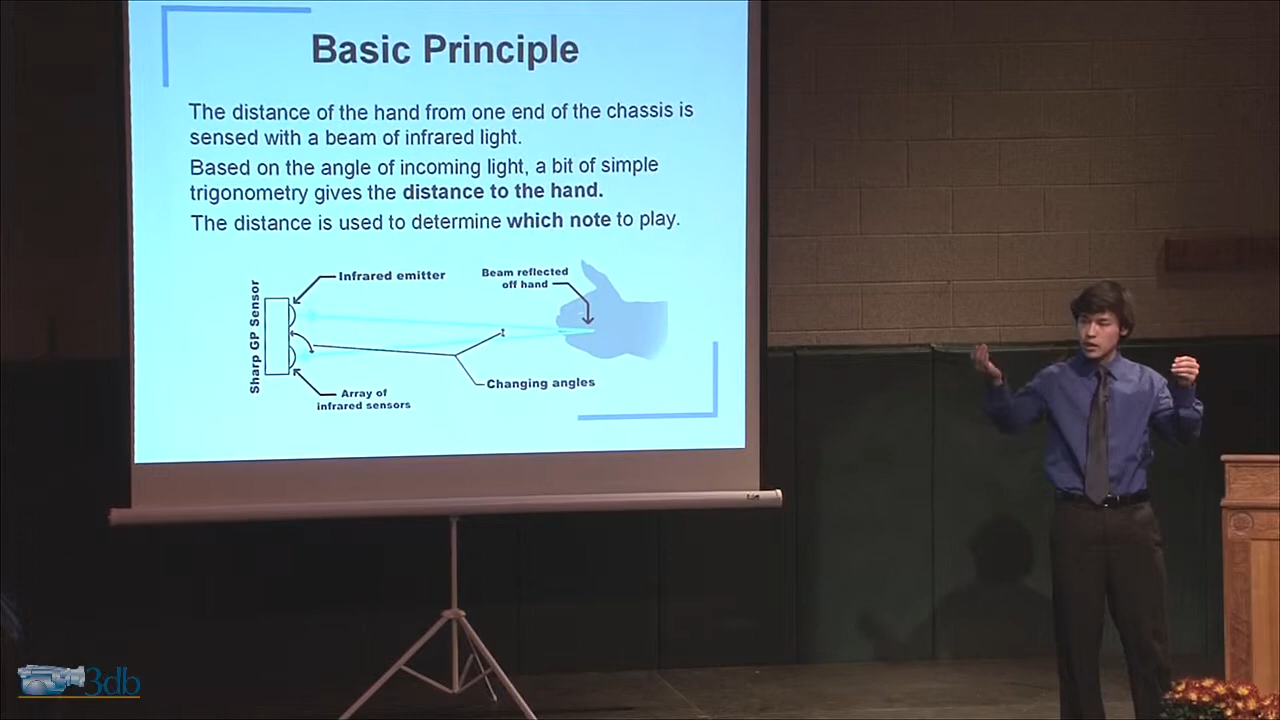 Basic Principle
The distance of the hand from one end of the chassis is
sensed with a beam of infrared light.
Based on the angle of incoming light, a bit of simple
trigonometry gives the distance to the hand.
The distance is used to determine which note to play.
Sharp GP Sensor
Infrared emitter
Beam reflected
off hand
Changing angles
Array of
infrared sensors
3db